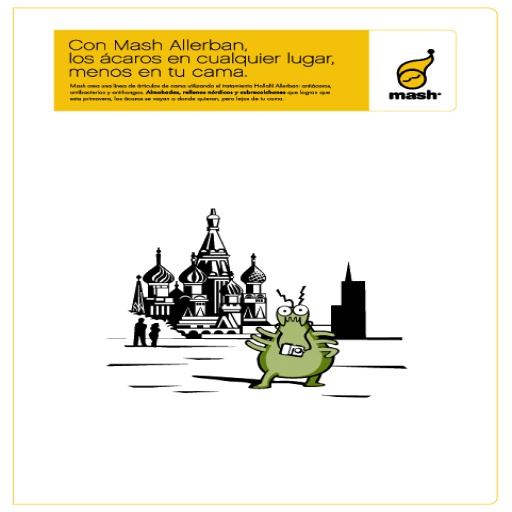 Con Mash Allerban,
los ácaros en cualquier lugar,
menos en tu cama.
Mash crea una línea de artículos de cama utilizando el tratamiento Hollofil Allerban: antiácaros,
antibacterias y antihongos. Almohadas, rellenos nórdicos y cubrecolchones que logran que
esta primavera, los ácaros se vayan a donde quieran, pero lejos de tu cama.
mash